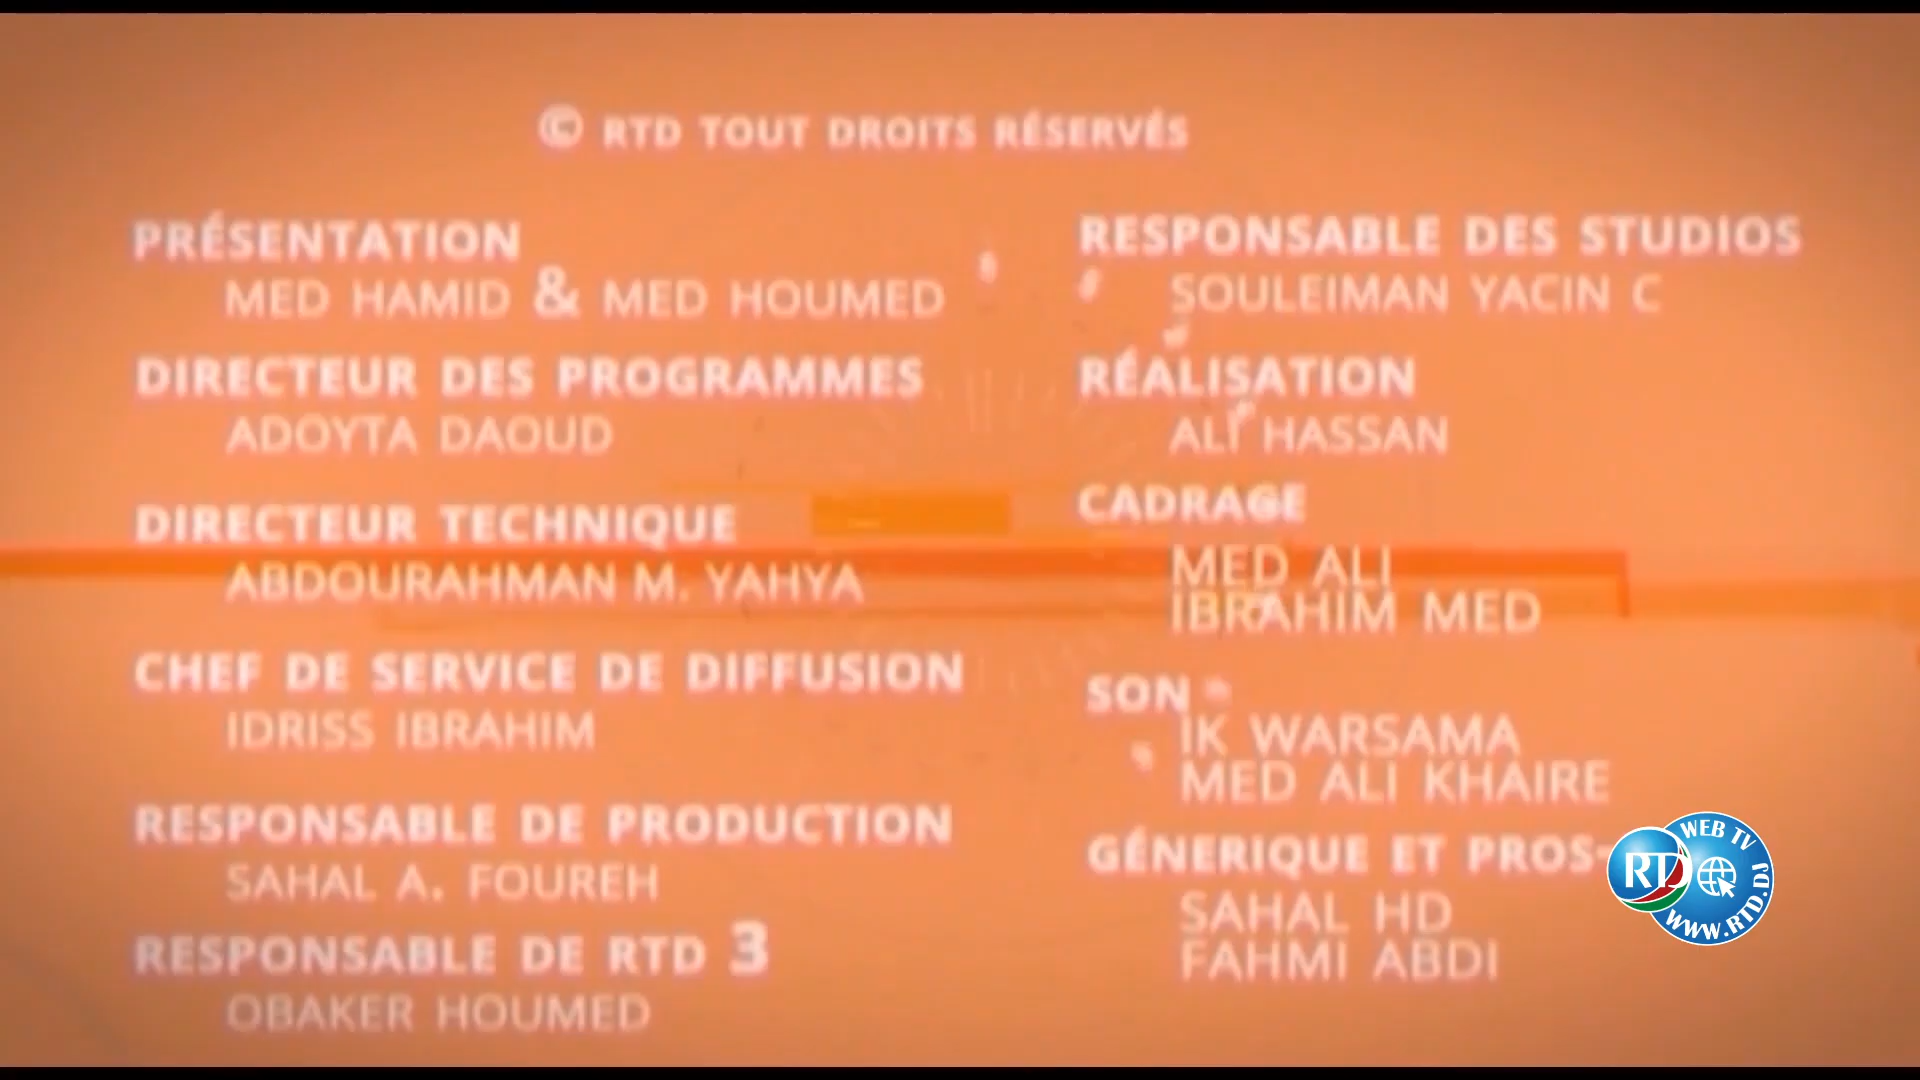 © RTD TOUT DROITS RÉSERVÉS
PRÉSENTATION
MED HAMID & MED HOUMED
DIRECTEUR DES PROGRAMMES
ADOYTA DAOUD
DIRECTEUR TECHNIQUE
ABDOURAHMAN M. YAHYA
CHEF DE SERVICE DE DIFFUSION
IDRISS IBRAHIM
RESPONSABLE DE PRODUCTION
SAHAL A. FOUREH
RESPONSABLE DE RTD 3
OBAKER HOUMED
RESPONSABLE DES STUDIOS
SOULEIMAN YACIN C
RÉALISATION
ALI HASSAN
CADRAGE
MED ALI
IBRAHIM MED
SON
IK WARSAMA
MED ALI KHAIRE
GÉNERIQUE ET PROS-
SAHAL HD
FAHMI ABDI
WEB TV
RTD
WWW.RTD.DJ